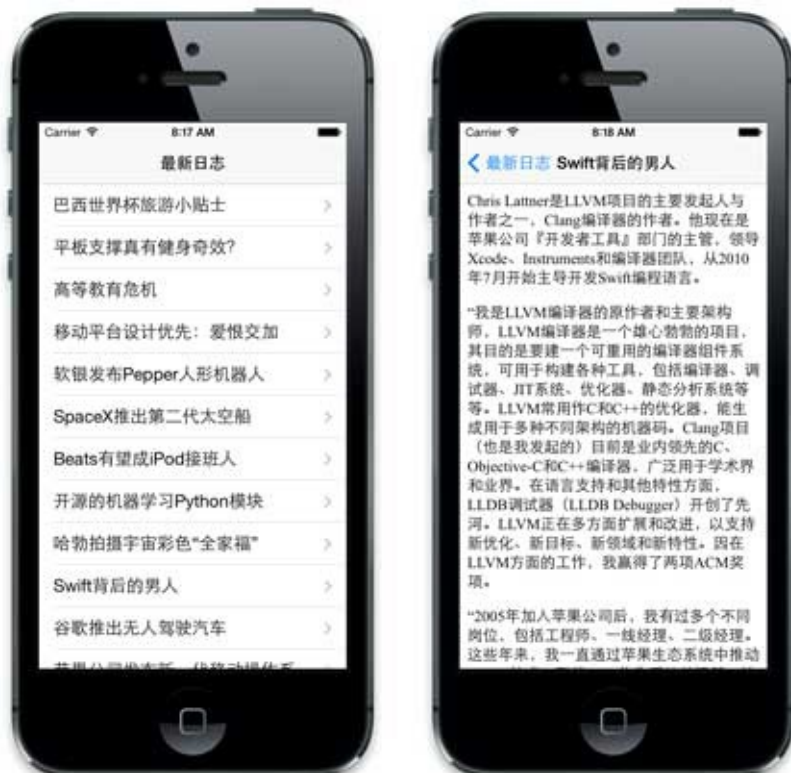 Carrier 8:17 AM
最新日志
巴西世界杯旅游小贴士
平板支撑真有健身奇效?
高等教育危机
移动平台设计优先：爱恨交加
软银发布Pepper人形机器人
SpaceX推出第二代太空船
Beats有望成iPod接班人
开源的机器学习Python模块
哈勃拍摄宇宙彩色“全家福”
Swift背后的男人
谷歌推出无人驾驶汽车
Carrier 8:18 AM
最新日志 Swift背后的男人
Chris Lattner是LLVM项目的主要发起人与
作者之一，Clang编译器的作者。他现在是
苹果公司『开发者工具』部门的主管，领导
Xcode、Instruments和编译器团队，从2010
年7月开始主导开发Swift编程语言。
“我是LLVM编译器的原作者和主要架构
师，LLVM编译器是一个雄心勃勃的项目，
其目的是要建一个可重用的编译器组件系
统，可用于构建各种工具，包括编译器、调
试器、JIT系统、优化器、静态分析系统等
等。LLVM常用作C和C++的优化器，能生
成用于多种不同架构的机器码。Clang项目
（也是我发起的）目前是业内领先的C、
Objective-C和C++编译器，广泛用于学术界
和业界。在语言支持和其他特性方面，
LLDB调试器（LLDB Debugger）开创了先
河。LLVM正在多方面扩展和改进，以支持
新优化、新目标、新领域和新特性。因在
LLVM方面的工作，我赢得了两项ACM奖
项。
“2005年加入苹果公司后，我有过多个不同
岗位，包括工程师、一线经理、二级经理。
这些年来，我一直通过苹果生态系统中推动